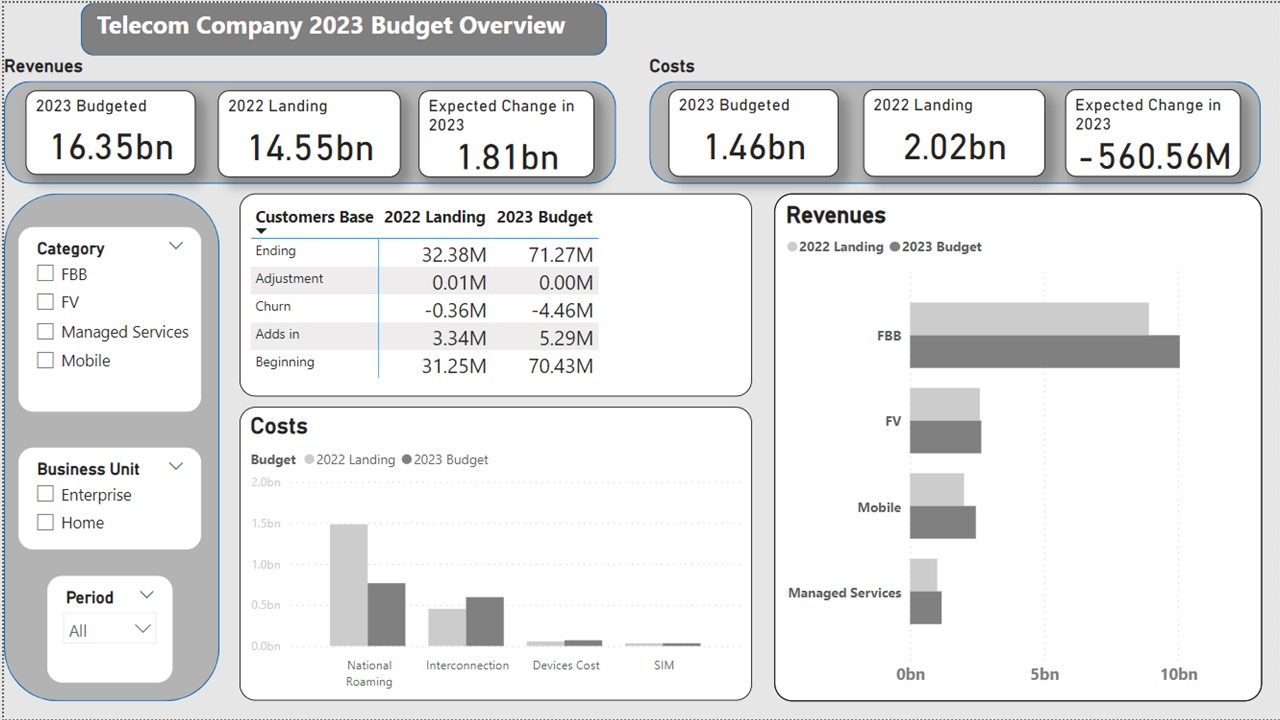 Telecom Company 2023 Budget Overview
Revenues
2023 Budgeted
16.35bn
2022 Landing
14.55bn
Expected Change in
2023
1.81bn
Costs
2023 Budgeted
1.46bn
2022 Landing
2.02bn
Expected Change in
2023
-560.56M
Category
FBB
FV
Managed Services
Mobile
Business Unit
Enterprise
Home
Period
All
Customers Base 2022 Landing 2023 Budget
Ending 32.38M 71.27M
Adjustment 0.01M 0.00M
Churn -0.36M -4.46M
Adds in 3.34M 5.29M
Beginning 31.25M 70.43M
Costs
Budget 2022 Landing 2023 Budget
2.0bn
1.5bn
1.0bn
0.5bn
0.0bn
National
Roaming
Interconnection
Devices Cost
SIM
Revenues
2022 Landing 2023 Budget
FBB
FV
Mobile
Managed Services
0bn 5bn 10bn